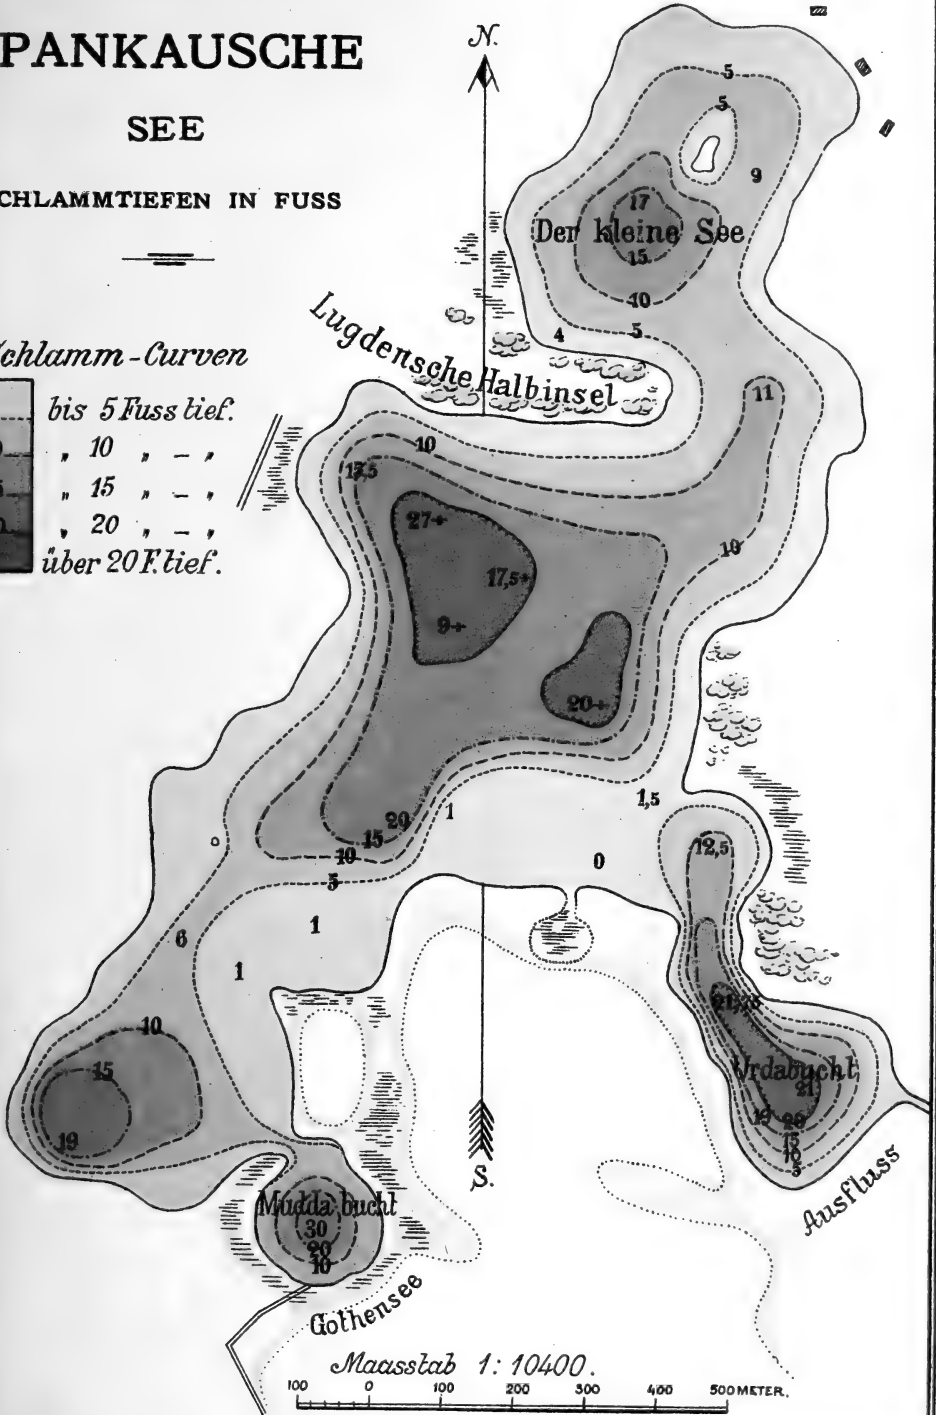 PANKAUSCHE
SEE
CHLAMMTIEFEN IN FUSS
N.
chlamm-Curven
bis 5 Fuss tief.
„ 10 „ – „
„ 15 „ – „
„ 20 „ – „
über 20 F. tief.
5
5
9
17
Der kleine See
15
10
5
4
Lugdensche Halbinsel
11
10
17,5
27+
10
17,5+
9+
20+
1,5
20
1
15
12,5
10
0
5
1
6
1
21,75
10
15
Urdabucht
21
19
19
20
15
10
5
S.
Ausfluss
Mudda bucht
30
20
10
Gothensee
Maasstab 1:10400.
100 0 100 200 300 400 500 METER.